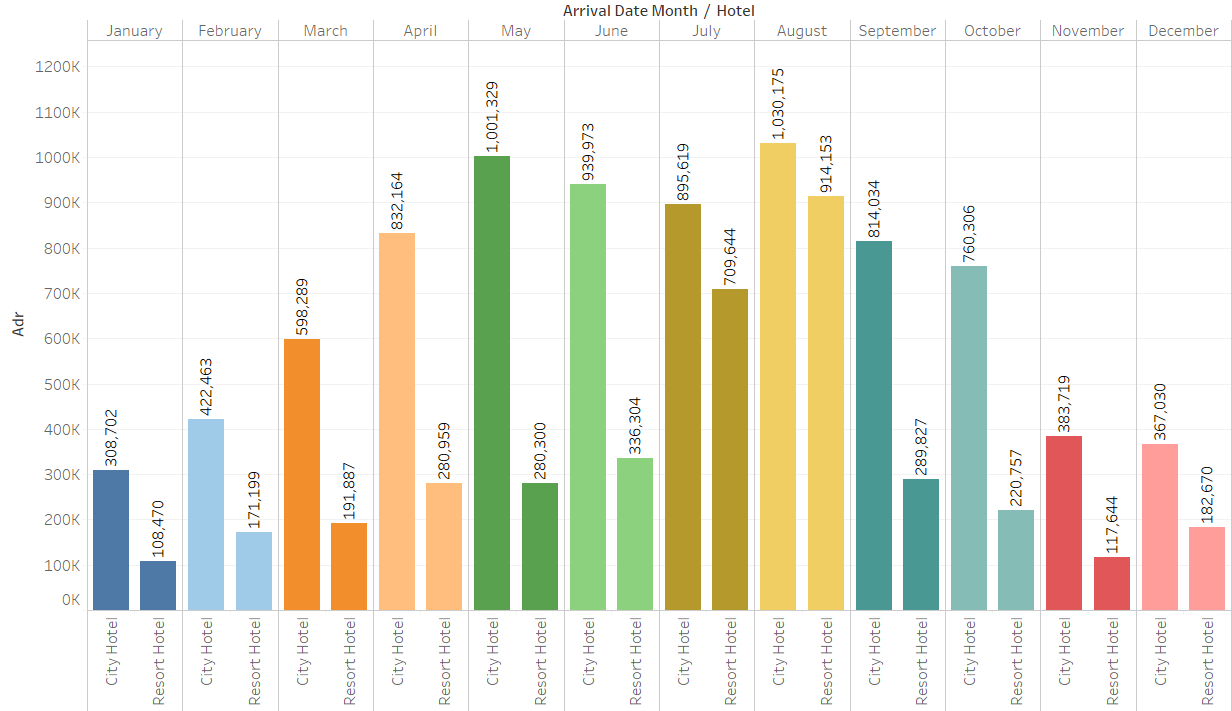 Arrival Date Month / Hotel
January February March April May June July August September October November December
1200K
1100K
1000K
900K
800K
700K
600K
500K
400K
300K
200K
100K
0K
Adr
308,702
108,470
422,463
171,199
598,289
191,887
832,164
280,959
1,001,329
280,300
939,973
336,304
895,619
709,644
1,030,175
914,153
814,034
289,827
760,306
220,757
383,719
117,644
367,030
182,670
City Hotel
Resort Hotel
City Hotel
Resort Hotel
City Hotel
Resort Hotel
City Hotel
Resort Hotel
City Hotel
Resort Hotel
City Hotel
Resort Hotel
City Hotel
Resort Hotel
City Hotel
Resort Hotel
City Hotel
Resort Hotel
City Hotel
Resort Hotel
City Hotel
Resort Hotel
City Hotel
Resort Hotel